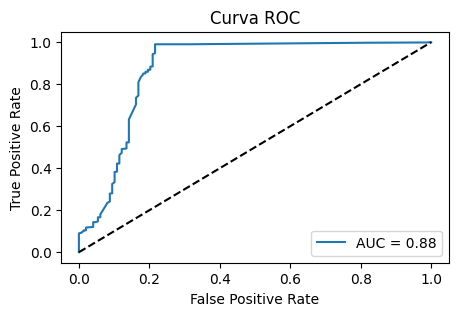 Curva ROC
True Positive Rate
1.0
0.8
0.6
0.4
0.2
0.0
AUC = 0.88
0.0 0.2 0.4 0.6 0.8 1.0
False Positive Rate